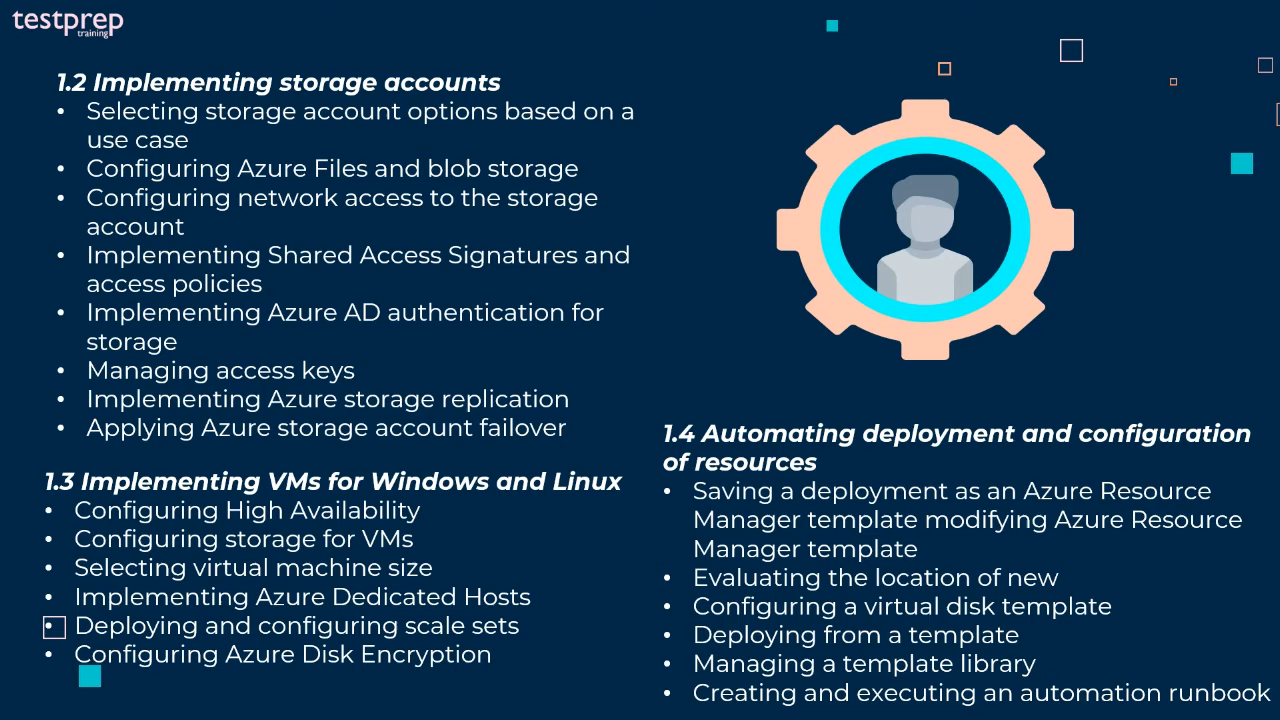 testprep
training
1.2 Implementing storage accounts
• Selecting storage account options based on a
use case
• Configuring Azure Files and blob storage
• Configuring network access to the storage
account
• Implementing Shared Access Signatures and
access policies
• Implementing Azure AD authentication for
storage
• Managing access keys
• Implementing Azure storage replication
• Applying Azure storage account failover
1.3 Implementing VMs for Windows and Linux
• Configuring High Availability
• Configuring storage for VMs
• Selecting virtual machine size
• Implementing Azure Dedicated Hosts
• Deploying and configuring scale sets
• Configuring Azure Disk Encryption
1.4 Automating deployment and configuration
of resources
• Saving a deployment as an Azure Resource
Manager template modifying Azure Resource
Manager template
• Evaluating the location of new
• Configuring a virtual disk template
• Deploying from a template
• Managing a template library
• Creating and executing an automation runbook